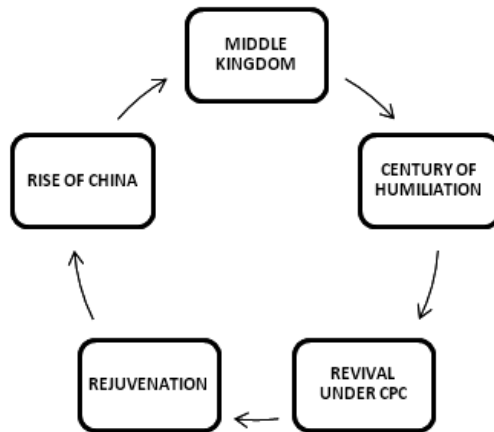 MIDDLE
KINGDOM
CENTURY OF
HUMILIATION
REVIVAL
UNDER CPC
REJUVENATION
RISE OF CHINA